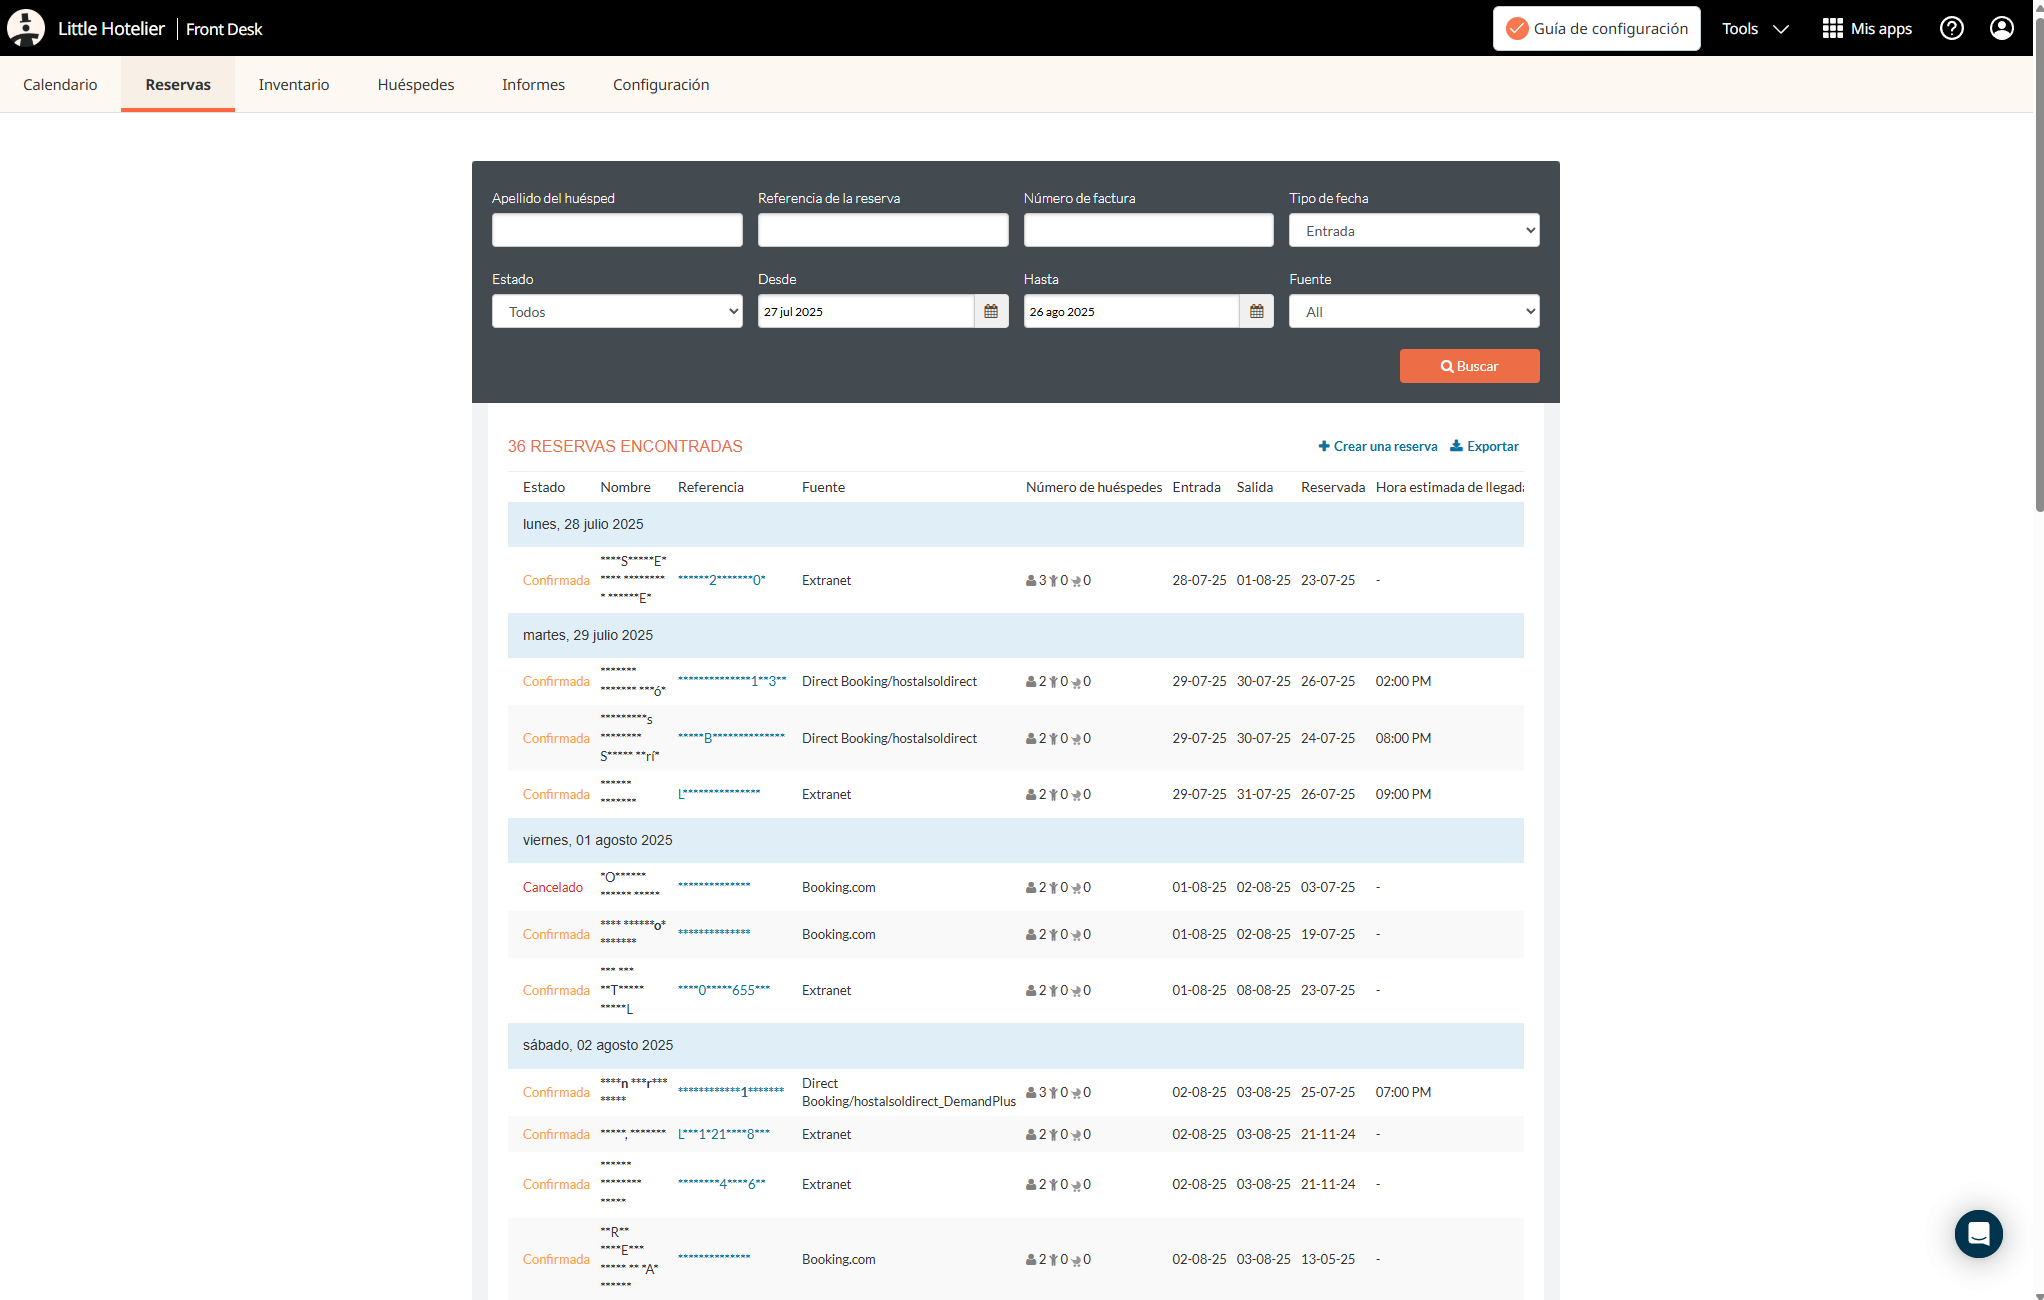 Little Hotelier | Front Desk
Guía de configuración
Tools
Mis apps
Calendario
Reservas
Inventario
Huéspedes
Informes
Configuración
Apellido del huésped
Referencia de la reserva
Número de factura
Tipo de fecha
Entrada
Estado
Desde
Hasta
Fuente
Todos
27 jul 2025
26 ago 2025
All
Buscar
36 RESERVAS ENCONTRADAS
Crear una reserva
Exportar
Estado Nombre Referencia Fuente Número de huéspedes Entrada Salida Reservada Hora estimada de llegada
lunes, 28 julio 2025
****S*****E*
Confirmada **** ******** ******2*******0* Extranet 3 0 0 28-07-25 01-08-25 23-07-25 -
* ******E*
martes, 29 julio 2025
*******
Confirmada ******* ***ó* **************1**3** Direct Booking/hostalsoldirect 2 0 0 29-07-25 30-07-25 26-07-25 02:00 PM
*********s
Confirmada ******** *****B************** Direct Booking/hostalsoldirect 2 0 0 29-07-25 30-07-25 24-07-25 08:00 PM
S***** **rí*
******
Confirmada ******* L*************** Extranet 2 0 0 29-07-25 31-07-25 26-07-25 09:00 PM
viernes, 01 agosto 2025
*O******
Cancelado ****** ***** ************** Booking.com 2 0 0 01-08-25 02-08-25 03-07-25 -
**** ******o*
Confirmada ******* ************** Booking.com 2 0 0 01-08-25 02-08-25 19-07-25 -
*** ***
Confirmada **T***** ****0*****655*** Extranet 2 0 0 01-08-25 08-08-25 23-07-25 -
*****L
sábado, 02 agosto 2025
****n ***r*** Direct
Confirmada ***** ************1******* Booking/hostalsoldirect_DemandPlus 3 0 0 02-08-25 03-08-25 25-07-25 07:00 PM
Confirmada *****, ******* L***1*21****8*** Extranet 2 0 0 02-08-25 03-08-25 21-11-24 -
******
Confirmada ******** ********4****6** Extranet 2 0 0 02-08-25 03-08-25 21-11-24 -
*****
**R**
****E***
Confirmada ***** ** *A* ************** Booking.com 2 0 0 02-08-25 03-08-25 13-05-25 -
******